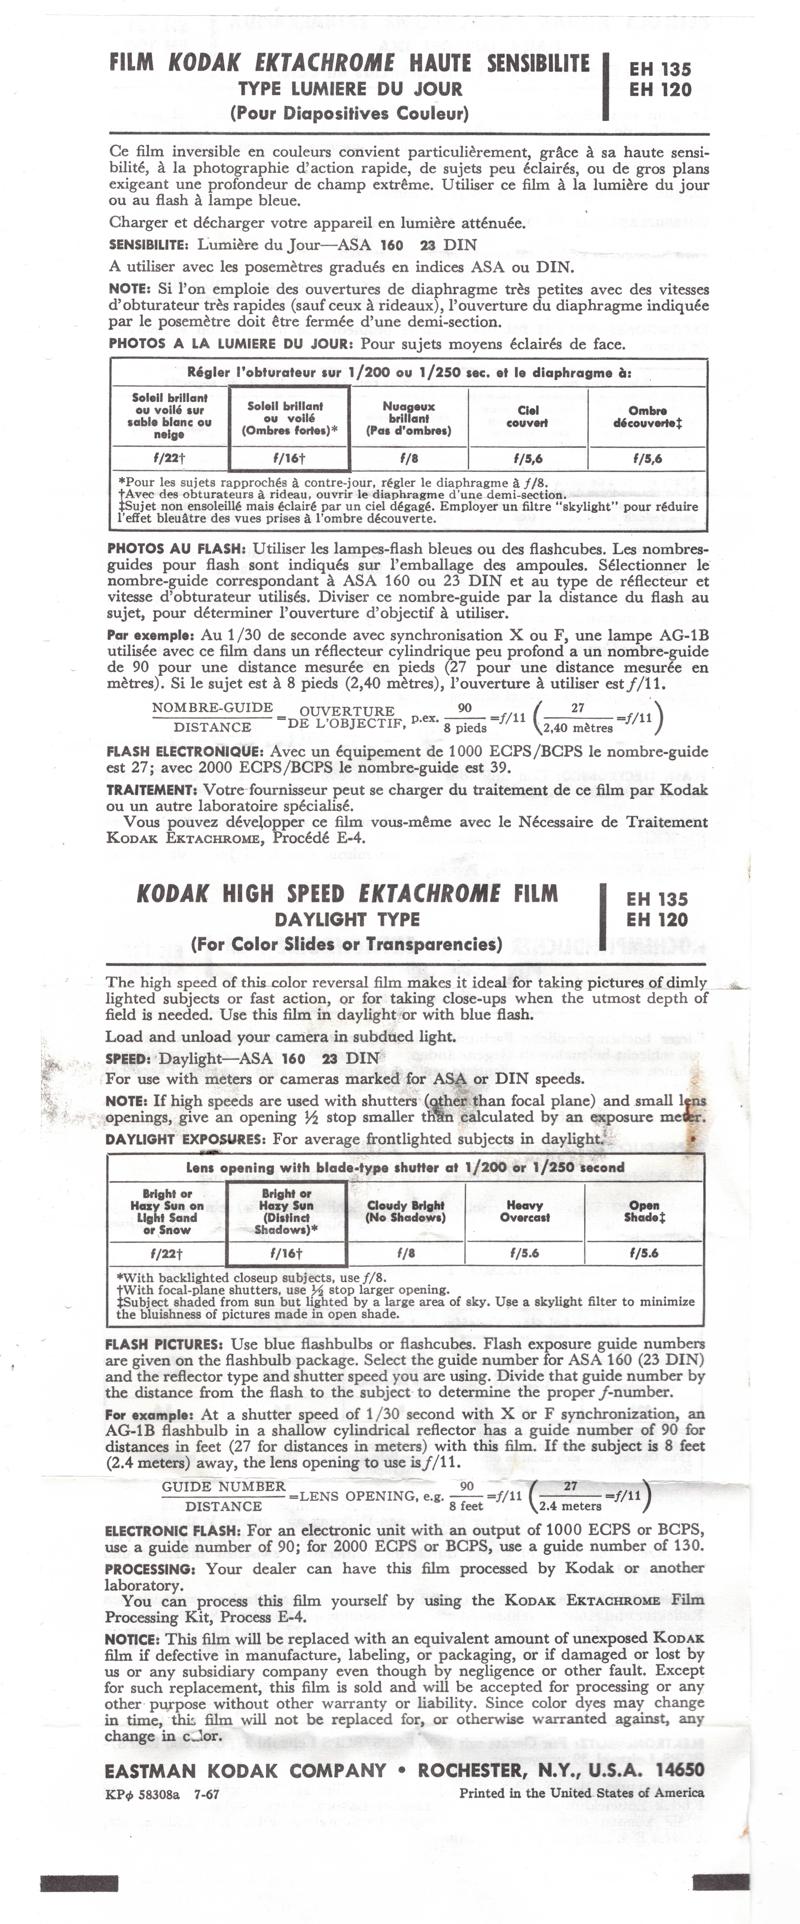 FILM KODAK EKTACHROME HAUTE SENSIBILITE
TYPE LUMIERE DU JOUR
(Pour Diapositives Couleur)
EH 135
EH 120
Ce film inversible en couleurs convient particulièrement, grâce à sa haute sensi-
bilité, à la photographie d'action rapide, de sujets peu éclairés, ou de gros plans
exigeant une profondeur de champ extrême. Utiliser ce film à la lumière du jour
ou au flash à lampe bleue.
Charger et décharger votre appareil en lumière atténuée.
SENSIBILITE: Lumière du Jour—ASA 160 23 DIN
A utiliser avec les posemètres gradués en indices ASA ou DIN.
NOTE: Si l'on emploie des ouvertures de diaphragme très petites avec des vitesses
d'obturateur très rapides (sauf ceux à rideaux), l'ouverture du diaphragme indiquée
par le posemètre doit être fermée d'une demi-section.
PHOTOS A LA LUMIERE DU JOUR: Pour sujets moyens éclairés de face.
Régler l'obturateur sur 1/200 ou 1/250 sec. et le diaphragme à:
Soleil brillant
ou voilé sur
sable blanc ou
neige
Soleil brillant
ou voilé
(Ombres fortes)*
Nuageux
brillant
(Pas d'ombres)
Ciel
couvert
Ombre
découverte‡
f/22† f/16† f/8 f/5,6 f/5,6
*Pour les sujets rapprochés à contre-jour, régler le diaphragme à f/8.
†Avec des obturateurs à rideau, ouvrir le diaphragme d'une demi-section.
‡Sujet non ensoleillé mais éclairé par un ciel dégagé. Employer un filtre "skylight" pour réduire
l'effet bleuâtre des vues prises à l'ombre découverte.
PHOTOS AU FLASH: Utiliser les lampes-flash bleues ou des flashcubes. Les nombres-
guides pour flash sont indiqués sur l'emballage des ampoules. Sélectionner le
nombre-guide correspondant à ASA 160 ou 23 DIN et au type de réflecteur et
vitesse d'obturateur utilisés. Diviser ce nombre-guide par la distance du flash au
sujet, pour déterminer l'ouverture d'objectif à utiliser.
Par exemple: Au 1/30 de seconde avec synchronisation X ou F, une lampe AG-1B
utilisée avec ce film dans un réflecteur cylindrique peu profond a un nombre-guide
de 90 pour une distance mesurée en pieds (27 pour une distance mesurée en
mètres). Si le sujet est à 8 pieds (2,40 mètres), l'ouverture à utiliser est f/11.
NOMBRE-GUIDE
DISTANCE
= OUVERTURE
DE L'OBJECTIF, p.ex. 90
8 pieds
=f/11 ( 27
2,40 mètres
=f/11 )
FLASH ELECTRONIQUE: Avec un équipement de 1000 ECPS/BCPS le nombre-guide
est 27; avec 2000 ECPS/BCPS le nombre-guide est 39.
TRAITEMENT: Votre fournisseur peut se charger du traitement de ce film par Kodak
ou un autre laboratoire spécialisé.
Vous pouvez développer ce film vous-même avec le Nécessaire de Traitement
KODAK EKTACHROME, Procédé E-4.
KODAK HIGH SPEED EKTACHROME FILM
DAYLIGHT TYPE
(For Color Slides or Transparencies)
EH 135
EH 120
The high speed of this color reversal film makes it ideal for taking pictures of dimly
lighted subjects or fast action, or for taking close-ups when the utmost depth of
field is needed. Use this film in daylight or with blue flash.
Load and unload your camera in subdued light.
SPEED: Daylight—ASA 160 23 DIN
For use with meters or cameras marked for ASA or DIN speeds.
NOTE: If high speeds are used with shutters (other than focal plane) and small lens
openings, give an opening ½ stop smaller than calculated by an exposure meter.
DAYLIGHT EXPOSURES: For average frontlighted subjects in daylight.
Lens opening with blade-type shutter at 1/200 or 1/250 second
Bright or
Hazy Sun on
Light Sand
or Snow
Bright or
Hazy Sun
(Distinct
Shadows)*
Cloudy Bright
(No Shadows)
Heavy
Overcast
Open
Shade‡
f/22† f/16† f/8 f/5.6 f/5.6
*With backlighted closeup subjects, use f/8.
†With focal-plane shutters, use ½ stop larger opening.
‡Subject shaded from sun but lighted by a large area of sky. Use a skylight filter to minimize
the bluishness of pictures made in open shade.
FLASH PICTURES: Use blue flashbulbs or flashcubes. Flash exposure guide numbers
are given on the flashbulb package. Select the guide number for ASA 160 (23 DIN)
and the reflector type and shutter speed you are using. Divide that guide number by
the distance from the flash to the subject to determine the proper f-number.
For example: At a shutter speed of 1/30 second with X or F synchronization, an
AG-1B flashbulb in a shallow cylindrical reflector has a guide number of 90 for
distances in feet (27 for distances in meters) with this film. If the subject is 8 feet
(2.4 meters) away, the lens opening to use is f/11.
GUIDE NUMBER
DISTANCE
=LENS OPENING, e.g. 90
8 feet
=f/11 ( 27
2.4 meters
=f/11 )
ELECTRONIC FLASH: For an electronic unit with an output of 1000 ECPS or BCPS,
use a guide number of 90; for 2000 ECPS or BCPS, use a guide number of 130.
PROCESSING: Your dealer can have this film processed by Kodak or another
laboratory.
You can process this film yourself by using the KODAK EKTACHROME Film
Processing Kit, Process E-4.
NOTICE: This film will be replaced with an equivalent amount of unexposed KODAK
film if defective in manufacture, labeling, or packaging, or if damaged or lost by
us or any subsidiary company even though by negligence or other fault. Except
for such replacement, this film is sold and will be accepted for processing or any
other purpose without other warranty or liability. Since color dyes may change
in time, this film will not be replaced for, or otherwise warranted against, any
change in color.
EASTMAN KODAK COMPANY • ROCHESTER, N.Y., U.S.A. 14650
KPϕ 58308a 7-67
Printed in the United States of America